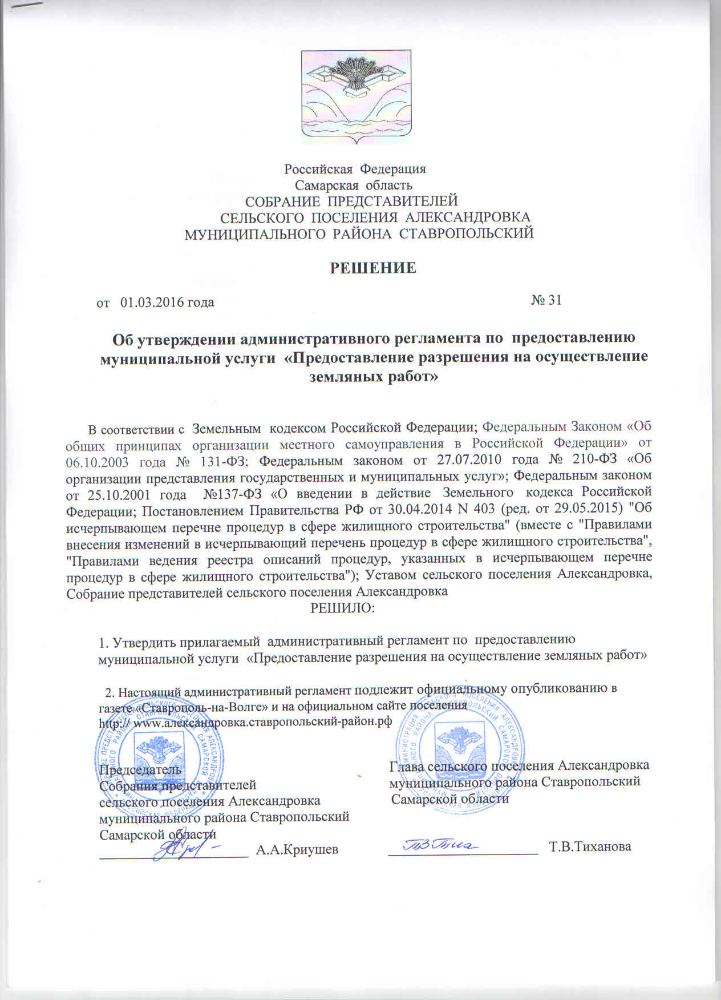 Российская Федерация
Самарская область
СОБРАНИЕ ПРЕДСТАВИТЕЛЕЙ
СЕЛЬСКОГО ПОСЕЛЕНИЯ АЛЕКСАНДРОВКА
МУНИЦИПАЛЬНОГО РАЙОНА СТАВРОПОЛЬСКИЙ
РЕШЕНИЕ
от 01.03.2016 года № 31
Об утверждении административного регламента по предоставлению
муниципальной услуги «Предоставление разрешения на осуществление
земляных работ»
В соответствии с Земельным кодексом Российской Федерации; Федеральным Законом «Об
общих принципах организации местного самоуправления в Российской Федерации» от
06.10.2003 года № 131-ФЗ; Федеральным законом от 27.07.2010 года № 210-ФЗ «Об
организации представления государственных и муниципальных услуг»; Федеральным законом
от 25.10.2001 года №137-ФЗ «О введении в действие Земельного кодекса Российской
Федерации; Постановлением Правительства РФ от 30.04.2014 N 403 (ред. от 29.05.2015) "Об
исчерпывающем перечне процедур в сфере жилищного строительства" (вместе с "Правилами
внесения изменений в исчерпывающий перечень процедур в сфере жилищного строительства",
"Правилами ведения реестра описаний процедур, указанных в исчерпывающем перечне
процедур в сфере жилищного строительства"); Уставом сельского поселения Александровка,
Собрание представителей сельского поселения Александровка
РЕШИЛО:
1. Утвердить прилагаемый административный регламент по предоставлению
муниципальной услуги «Предоставление разрешения на осуществление земляных работ»
2. Настоящий административный регламент подлежит официальному опубликованию в
газете «Ставрополь-на-Волге» и на официальном сайте поселения
http:// www.александровка.ставропольский-район.рф
Председатель
Собрания представителей
сельского поселения Александровка
муниципального района Ставропольский
Самарской области
А.А.Криушев
Глава сельского поселения Александровка
муниципального района Ставропольский
Самарской области
Т.В.Тиханова